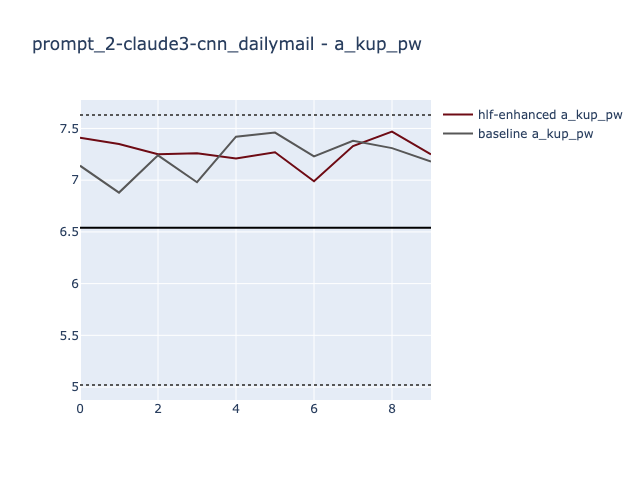 prompt_2-claude3-cnn_dailymail - a_kup_pw
hlf-enhanced a_kup_pw
baseline a_kup_pw
7.5
7
6.5
6
5.5
5
0 2 4 6 8